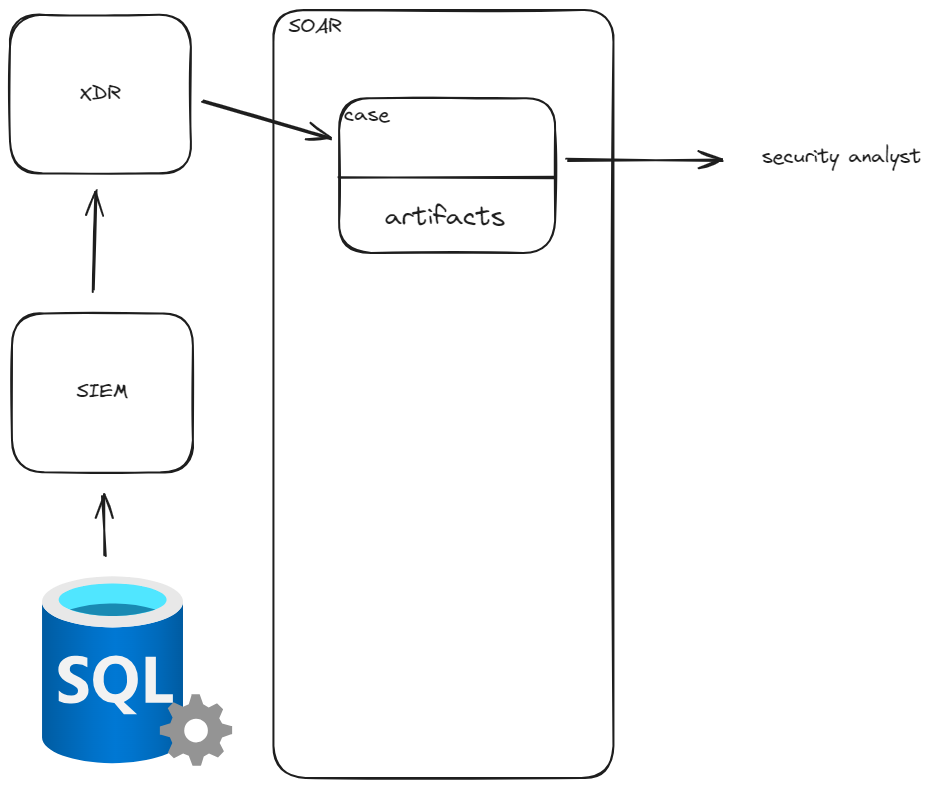 SOAR
XDR
case
security analyst
artifacts
SIEM
SQL